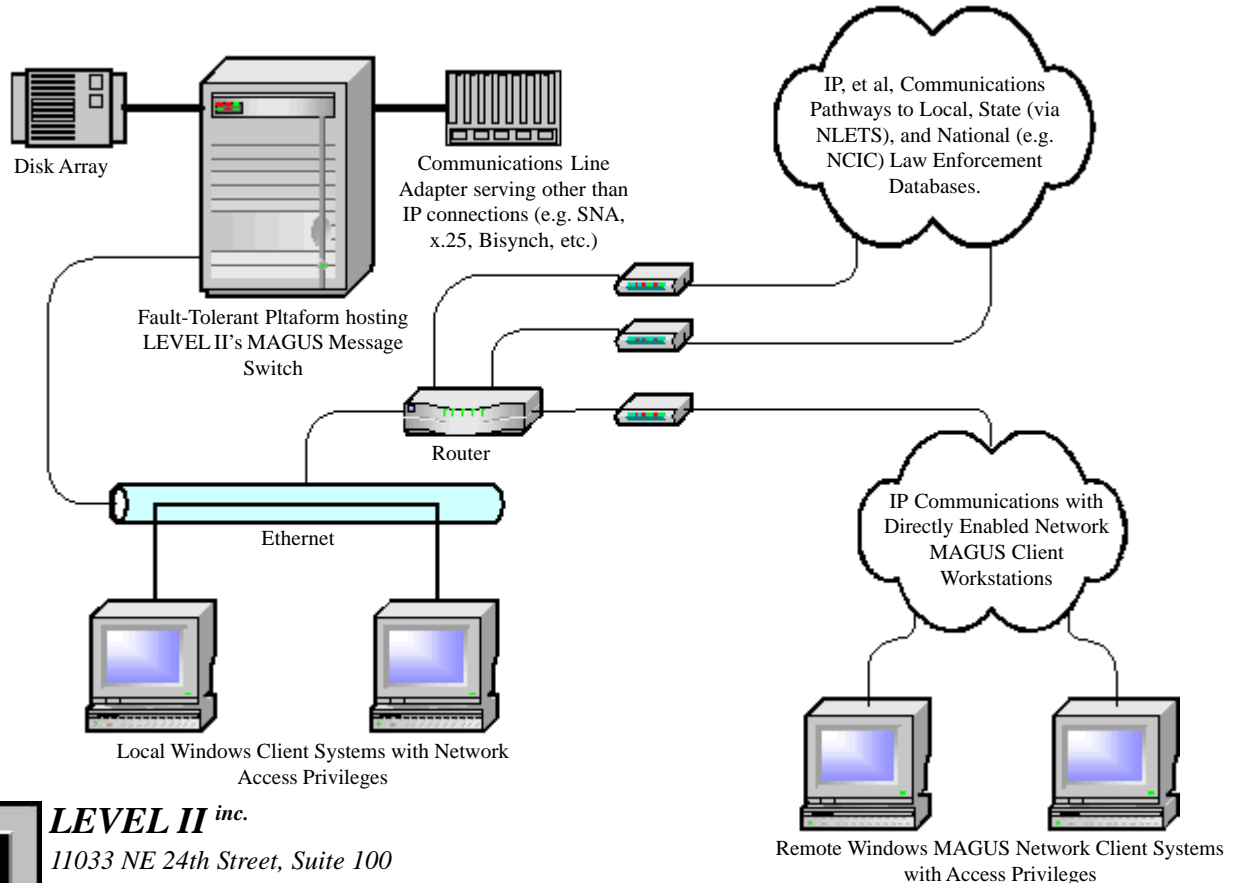 Disk Array
Communications Line
Adapter serving other than
IP connections (e.g. SNA,
x.25, Bisynch, etc.)
IP, et al, Communications
Pathways to Local, State (via
NLETS), and National (e.g.
NCIC) Law Enforcement
Databases.
Fault-Tolerant Pltaform hosting
LEVEL II's MAGUS Message
Switch
Router
Ethernet
IP Communications with
Directly Enabled Network
MAGUS Client
Workstations
Local Windows Client Systems with Network
Access Privileges
Remote Windows MAGUS Network Client Systems
with Access Privileges
LEVEL II inc.
11033 NE 24th Street, Suite 100